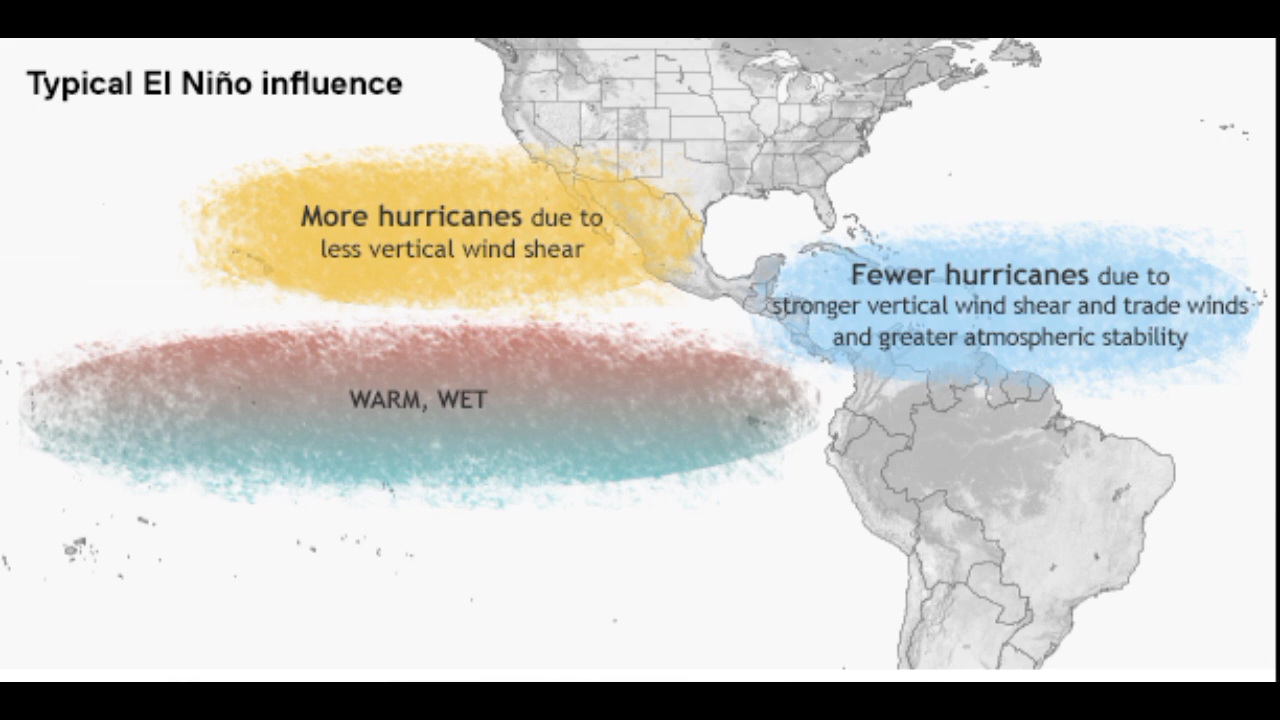 Typical El Niño influence
More hurricanes due to
less vertical wind shear
Fewer hurricanes due to
stronger vertical wind shear and trade winds
and greater atmospheric stability
WARM, WET